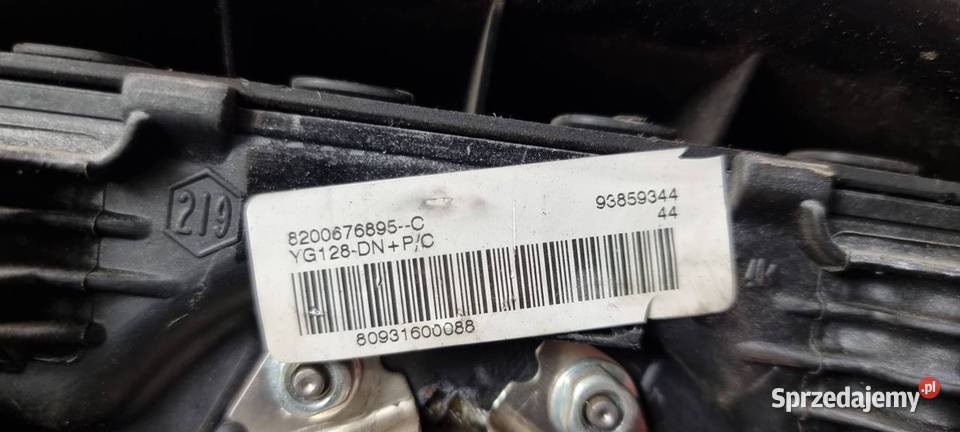 219
8200676895--C
93859344
YG128-DN+P/C
44
80931600088
Sprzedajemy.pl